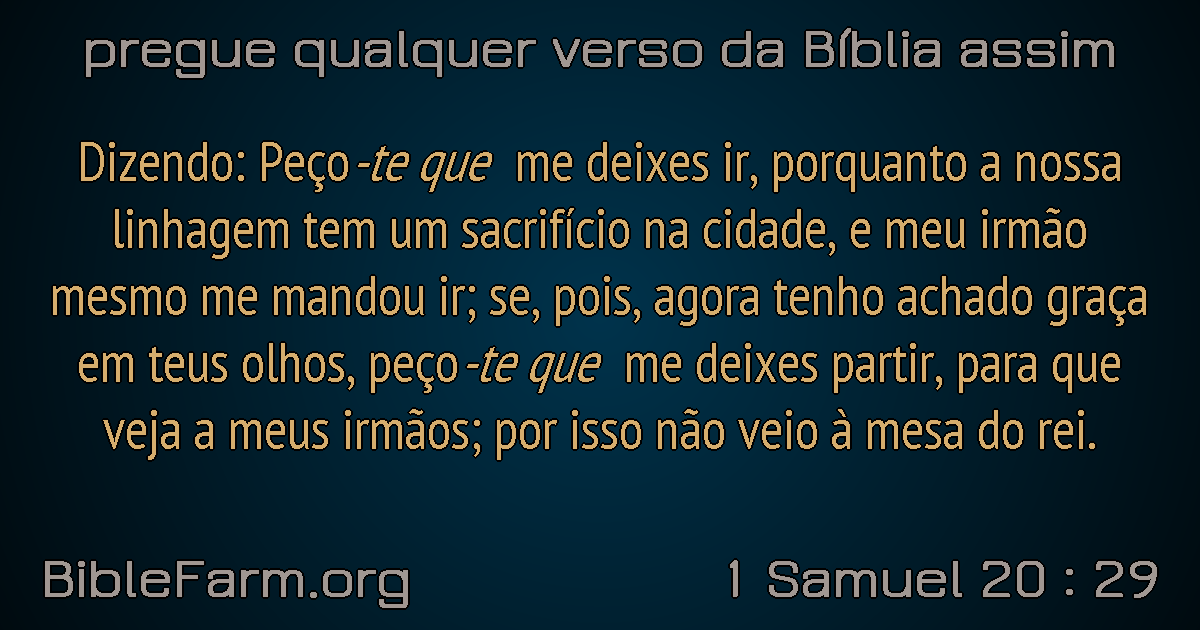 pregue qualquer verso da Bíblia assim
Dizendo: Peço-te que me deixes ir, porquanto a nossa
linhagem tem um sacrifício na cidade, e meu irmão
mesmo me mandou ir; se, pois, agora tenho achado graça
em teus olhos, peço-te que me deixes partir, para que
veja a meus irmãos; por isso não veio à mesa do rei.
BibleFarm.org
1 Samuel 20 : 29